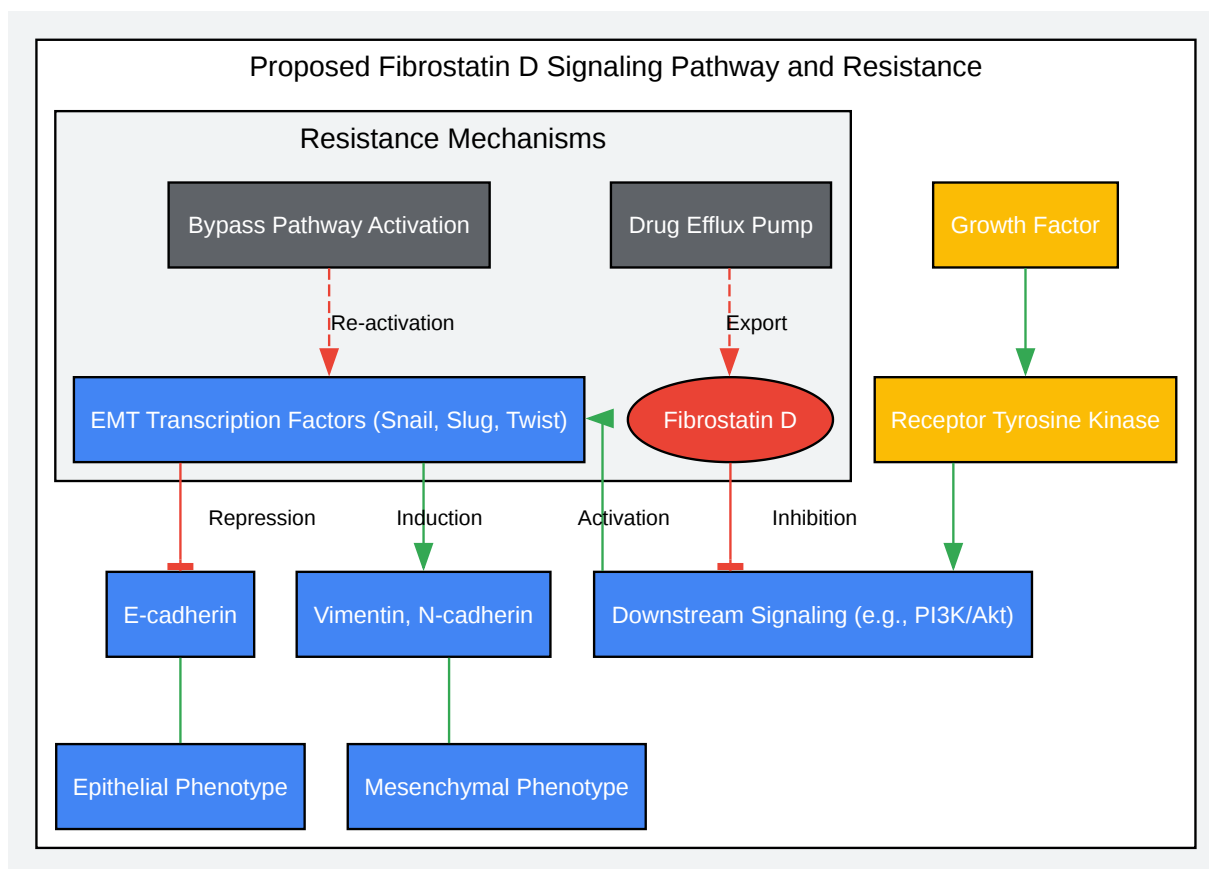 Proposed Fibrostatin D Signaling Pathway and Resistance
Resistance Mechanisms
Bypass Pathway Activation
Drug Efflux Pump
Growth Factor
Re-activation
Export
EMT Transcription Factors (Snail, Slug, Twist)
Fibrostatin D
Receptor Tyrosine Kinase
Repression
Induction
Activation
Inhibition
E-cadherin
Vimentin, N-cadherin
Downstream Signaling (e.g., PI3K/Akt)
Epithelial Phenotype
Mesenchymal Phenotype